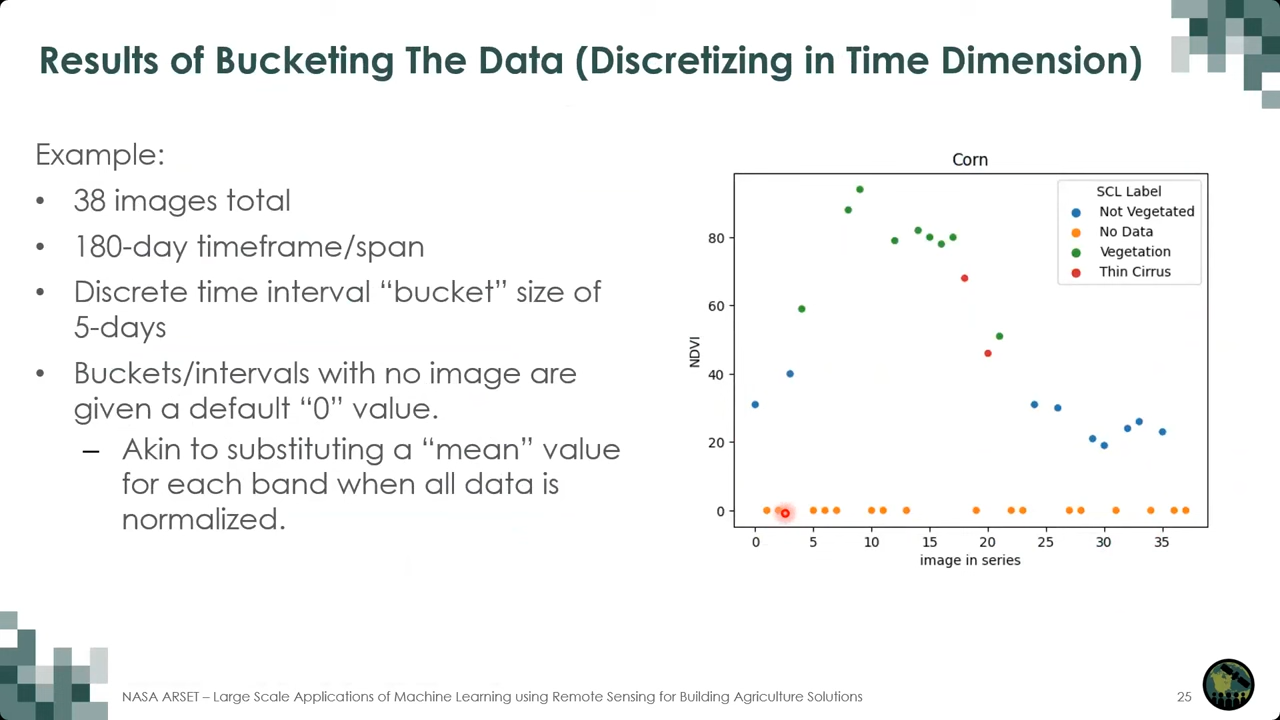 Results of Bucketing The Data (Discretizing in Time Dimension)
Example:
• 38 images total
• 180-day timeframe/span
• Discrete time interval “bucket” size of
5-days
• Buckets/intervals with no image are
given a default “0” value.
– Akin to substituting a “mean” value
for each band when all data is
normalized.
Corn
SCL Label
Not Vegetated
No Data
Vegetation
Thin Cirrus
NDVI
80
60
40
20
0
0 5 10 15 20 25 30 35
image in series
NASA ARSET – Large Scale Applications of Machine Learning using Remote Sensing for Building Agriculture Solutions
25